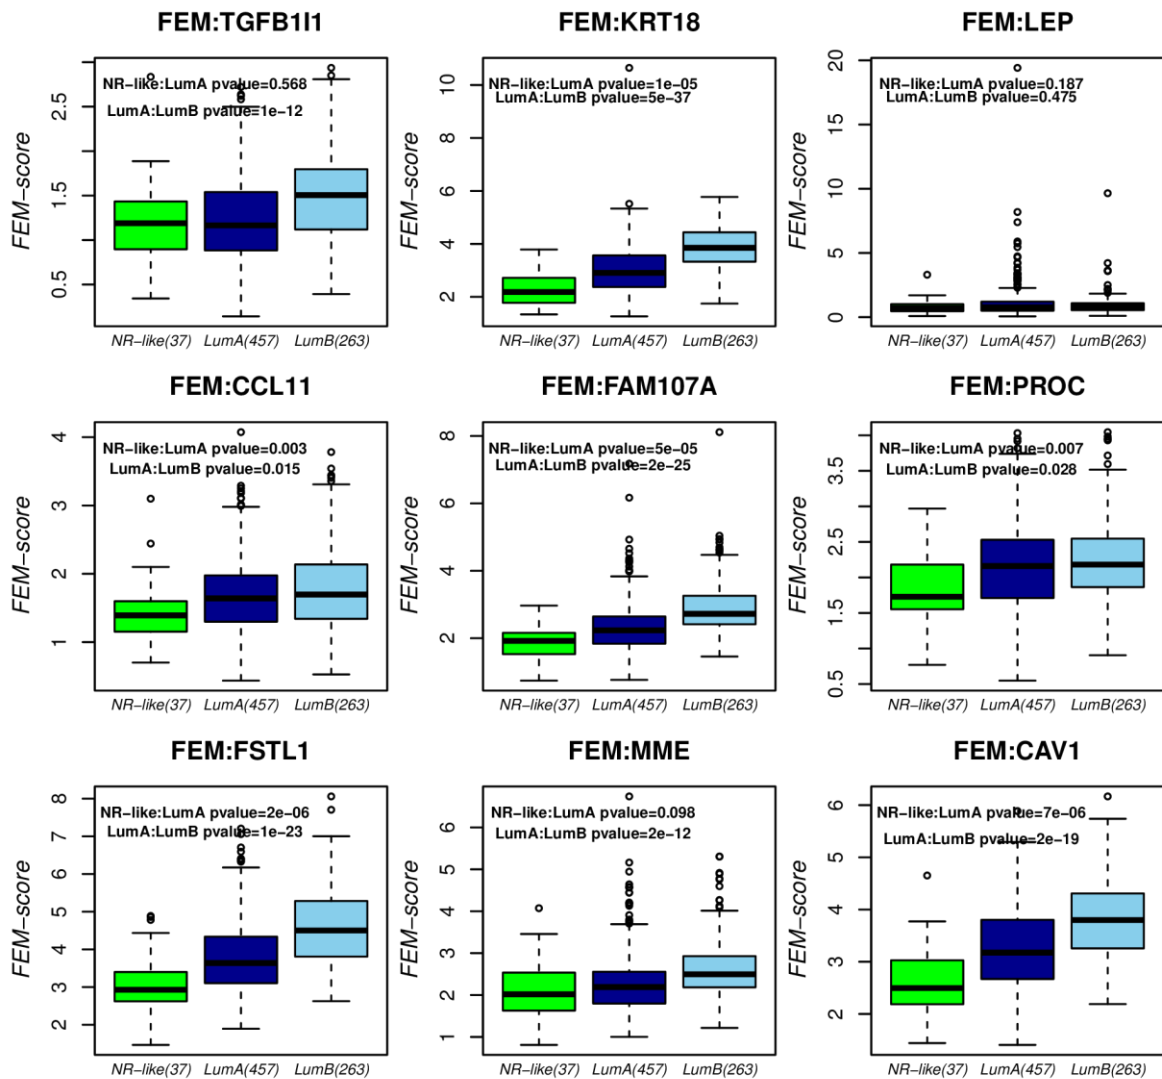 FEM:TGFB1I1
FEM−score
0.5
1.5
2.5
NR-like:LumA pvalue=0.568
LumA:LumB pvalue=1e-12
NR−like(37) LumA(457) LumB(263)
FEM:KRT18
FEM−score
2
4
6
8
10
NR-like:LumA pvalue=1e-05
LumA:LumB pvalue=5e-37
NR−like(37) LumA(457) LumB(263)
FEM:LEP
FEM−score
0
5
10
15
20
NR-like:LumA pvalue=0.187
LumA:LumB pvalue=0.475
NR−like(37) LumA(457) LumB(263)
FEM:CCL11
FEM−score
1
2
3
4
NR-like:LumA pvalue=0.003
LumA:LumB pvalue=0.015
NR−like(37) LumA(457) LumB(263)
FEM:FAM107A
FEM−score
2
4
6
8
NR-like:LumA pvalue=5e-05
LumA:LumB pvalue=2e-25
NR−like(37) LumA(457) LumB(263)
FEM:PROC
FEM−score
0.5
1.5
2.5
3.5
NR-like:LumA pvalue=0.007
LumA:LumB pvalue=0.028
NR−like(37) LumA(457) LumB(263)
FEM:FSTL1
FEM−score
2
3
4
5
6
7
8
NR-like:LumA pvalue=2e-06
LumA:LumB pvalue=1e-23
NR−like(37) LumA(457) LumB(263)
FEM:MME
FEM−score
1
2
3
4
5
6
NR-like:LumA pvalue=0.098
LumA:LumB pvalue=2e-12
NR−like(37) LumA(457) LumB(263)
FEM:CAV1
FEM−score
2
3
4
5
6
NR-like:LumA pvalue=7e-06
LumA:LumB pvalue=2e-19
NR−like(37) LumA(457) LumB(263)